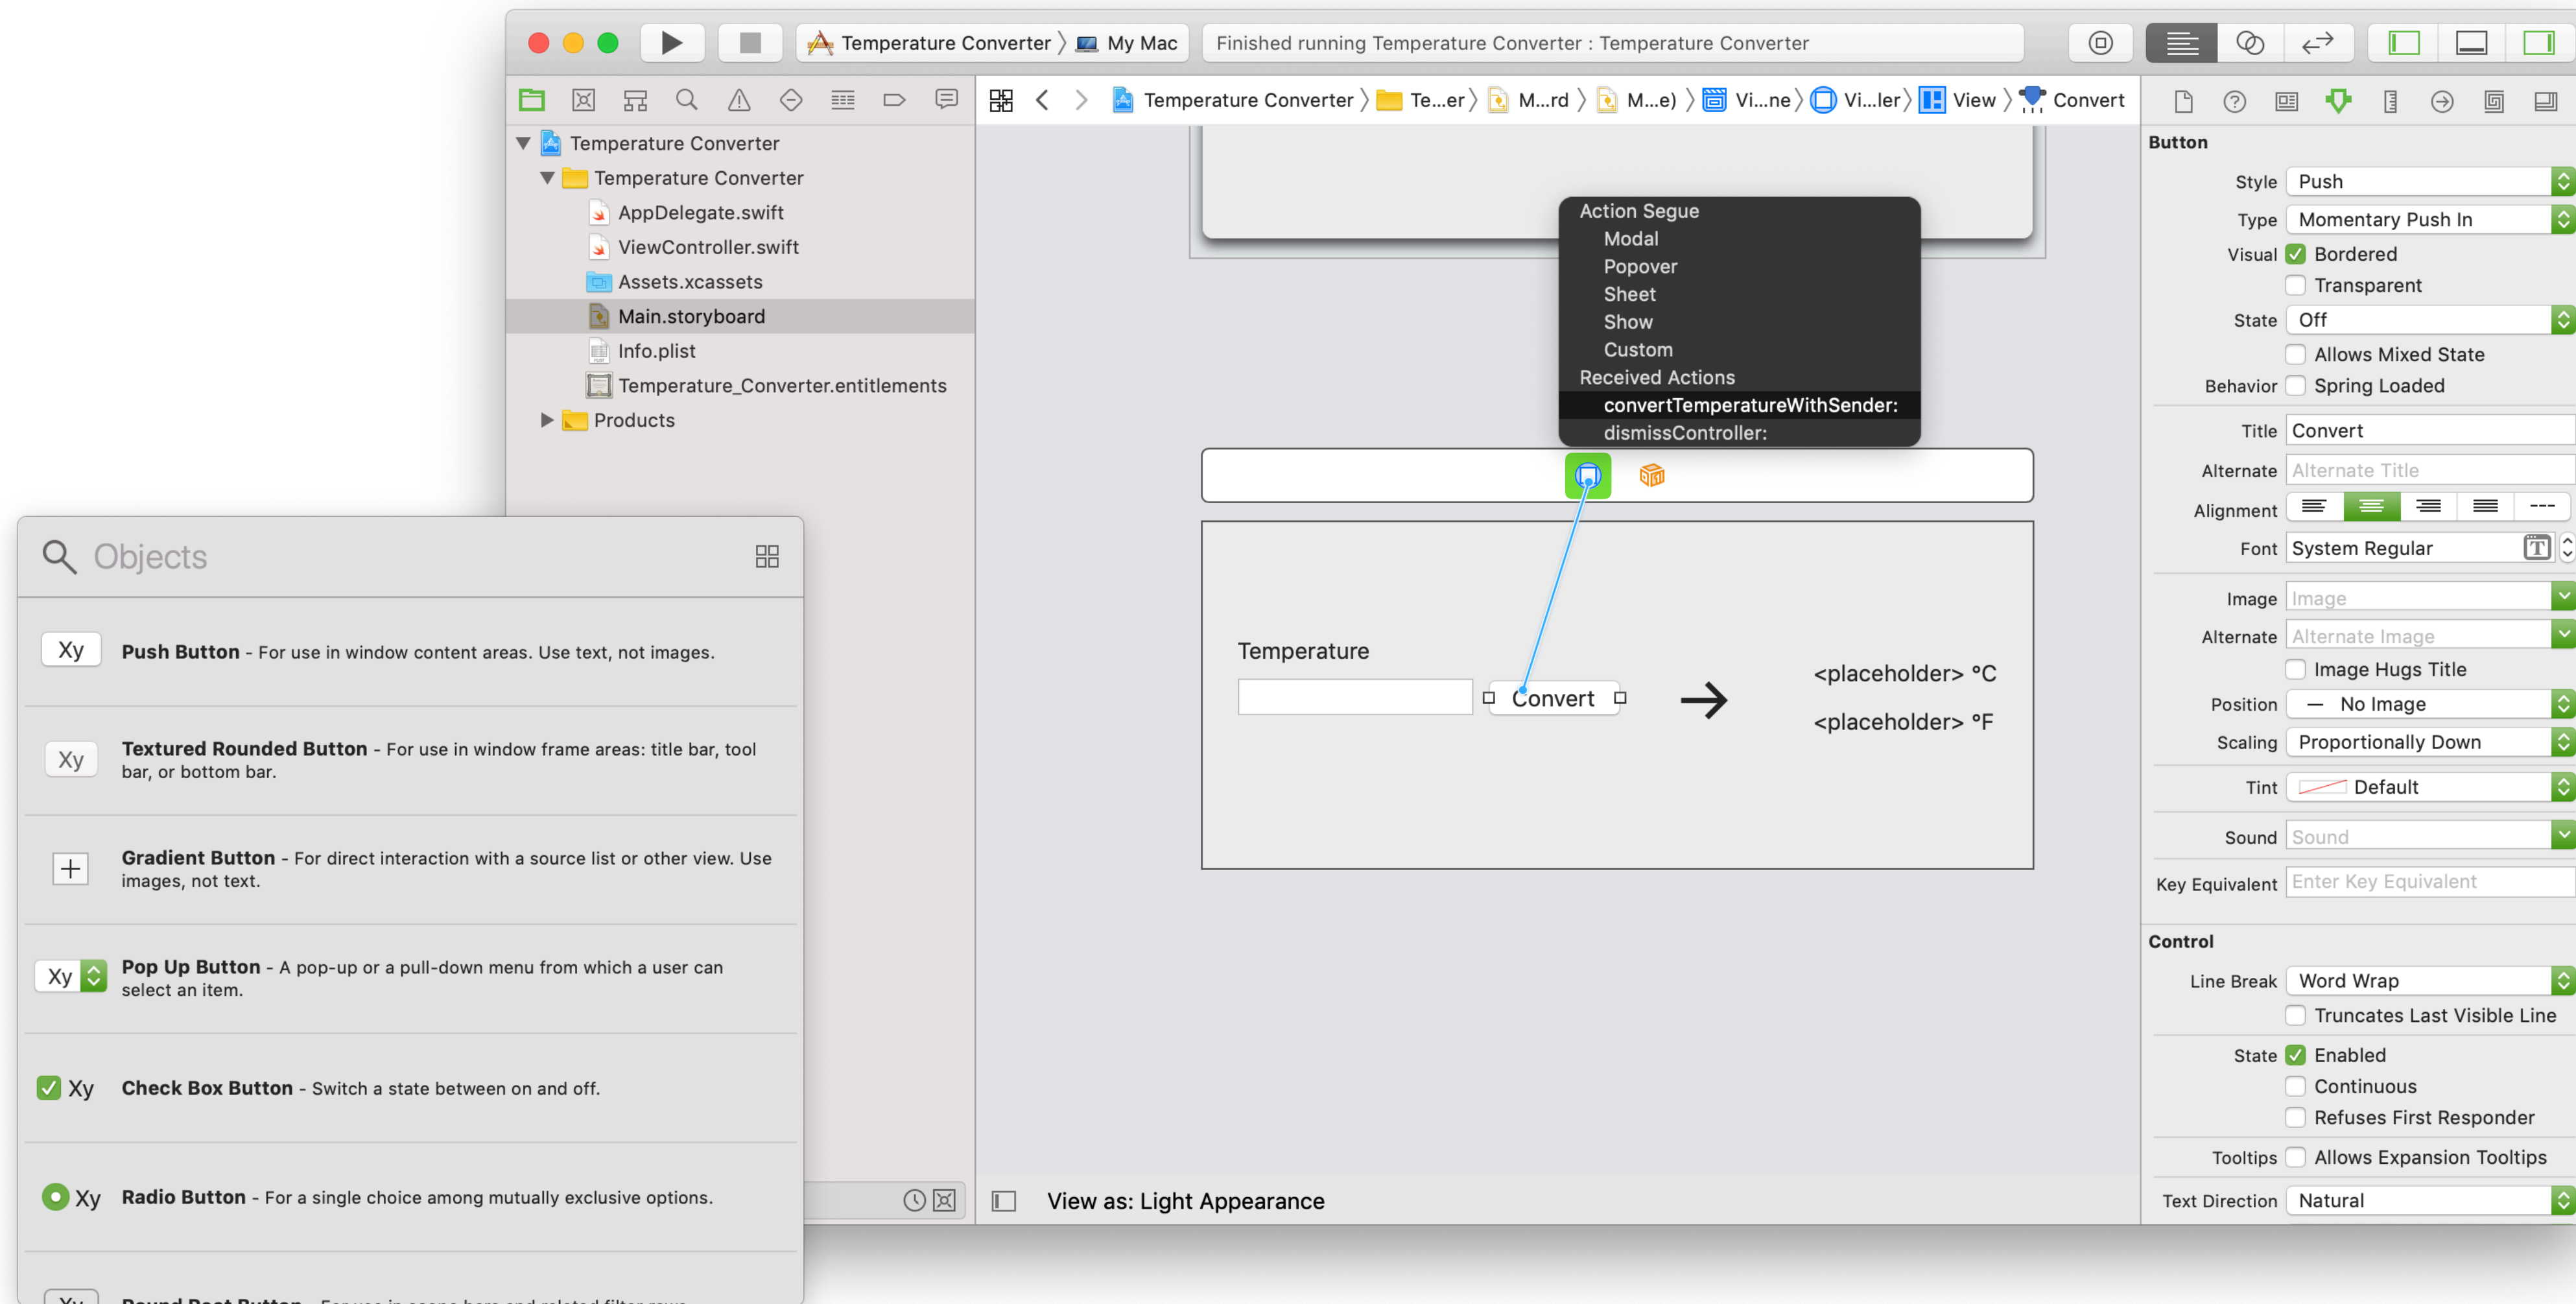 Temperature Converter My Mac
Finished running Temperature Converter : Temperature Converter
Temperature Converter Te...er M...rd M...e) Vi...ne Vi...ler View Convert
Temperature Converter
Temperature Converter
AppDelegate.swift
ViewController.swift
Assets.xcassets
Main.storyboard
Info.plist
Temperature_Converter.entitlements
Products
Objects
Xy Push Button - For use in window content areas. Use text, not images.
Xy Textured Rounded Button - For use in window frame areas: title bar, tool
bar, or bottom bar.
Gradient Button - For direct interaction with a source list or other view. Use
images, not text.
Xy Pop Up Button - A pop-up or a pull-down menu from which a user can
select an item.
Xy Check Box Button - Switch a state between on and off.
Xy Radio Button - For a single choice among mutually exclusive options.
Action Segue
Modal
Popover
Sheet
Show
Custom
Received Actions
convertTemperatureWithSender:
dismissController:
Temperature
Convert
<placeholder> °C
<placeholder> °F
View as: Light Appearance
Button
Style Push
Type Momentary Push In
Visual Bordered
Transparent
State Off
Allows Mixed State
Behavior Spring Loaded
Title Convert
Alternate Alternate Title
Alignment
Font System Regular
Image Image
Alternate Alternate Image
Image Hugs Title
Position No Image
Scaling Proportionally Down
Tint Default
Sound Sound
Key Equivalent Enter Key Equivalent
Control
Line Break Word Wrap
Truncates Last Visible Line
State Enabled
Continuous
Refuses First Responder
Tooltips Allows Expansion Tooltips
Text Direction Natural